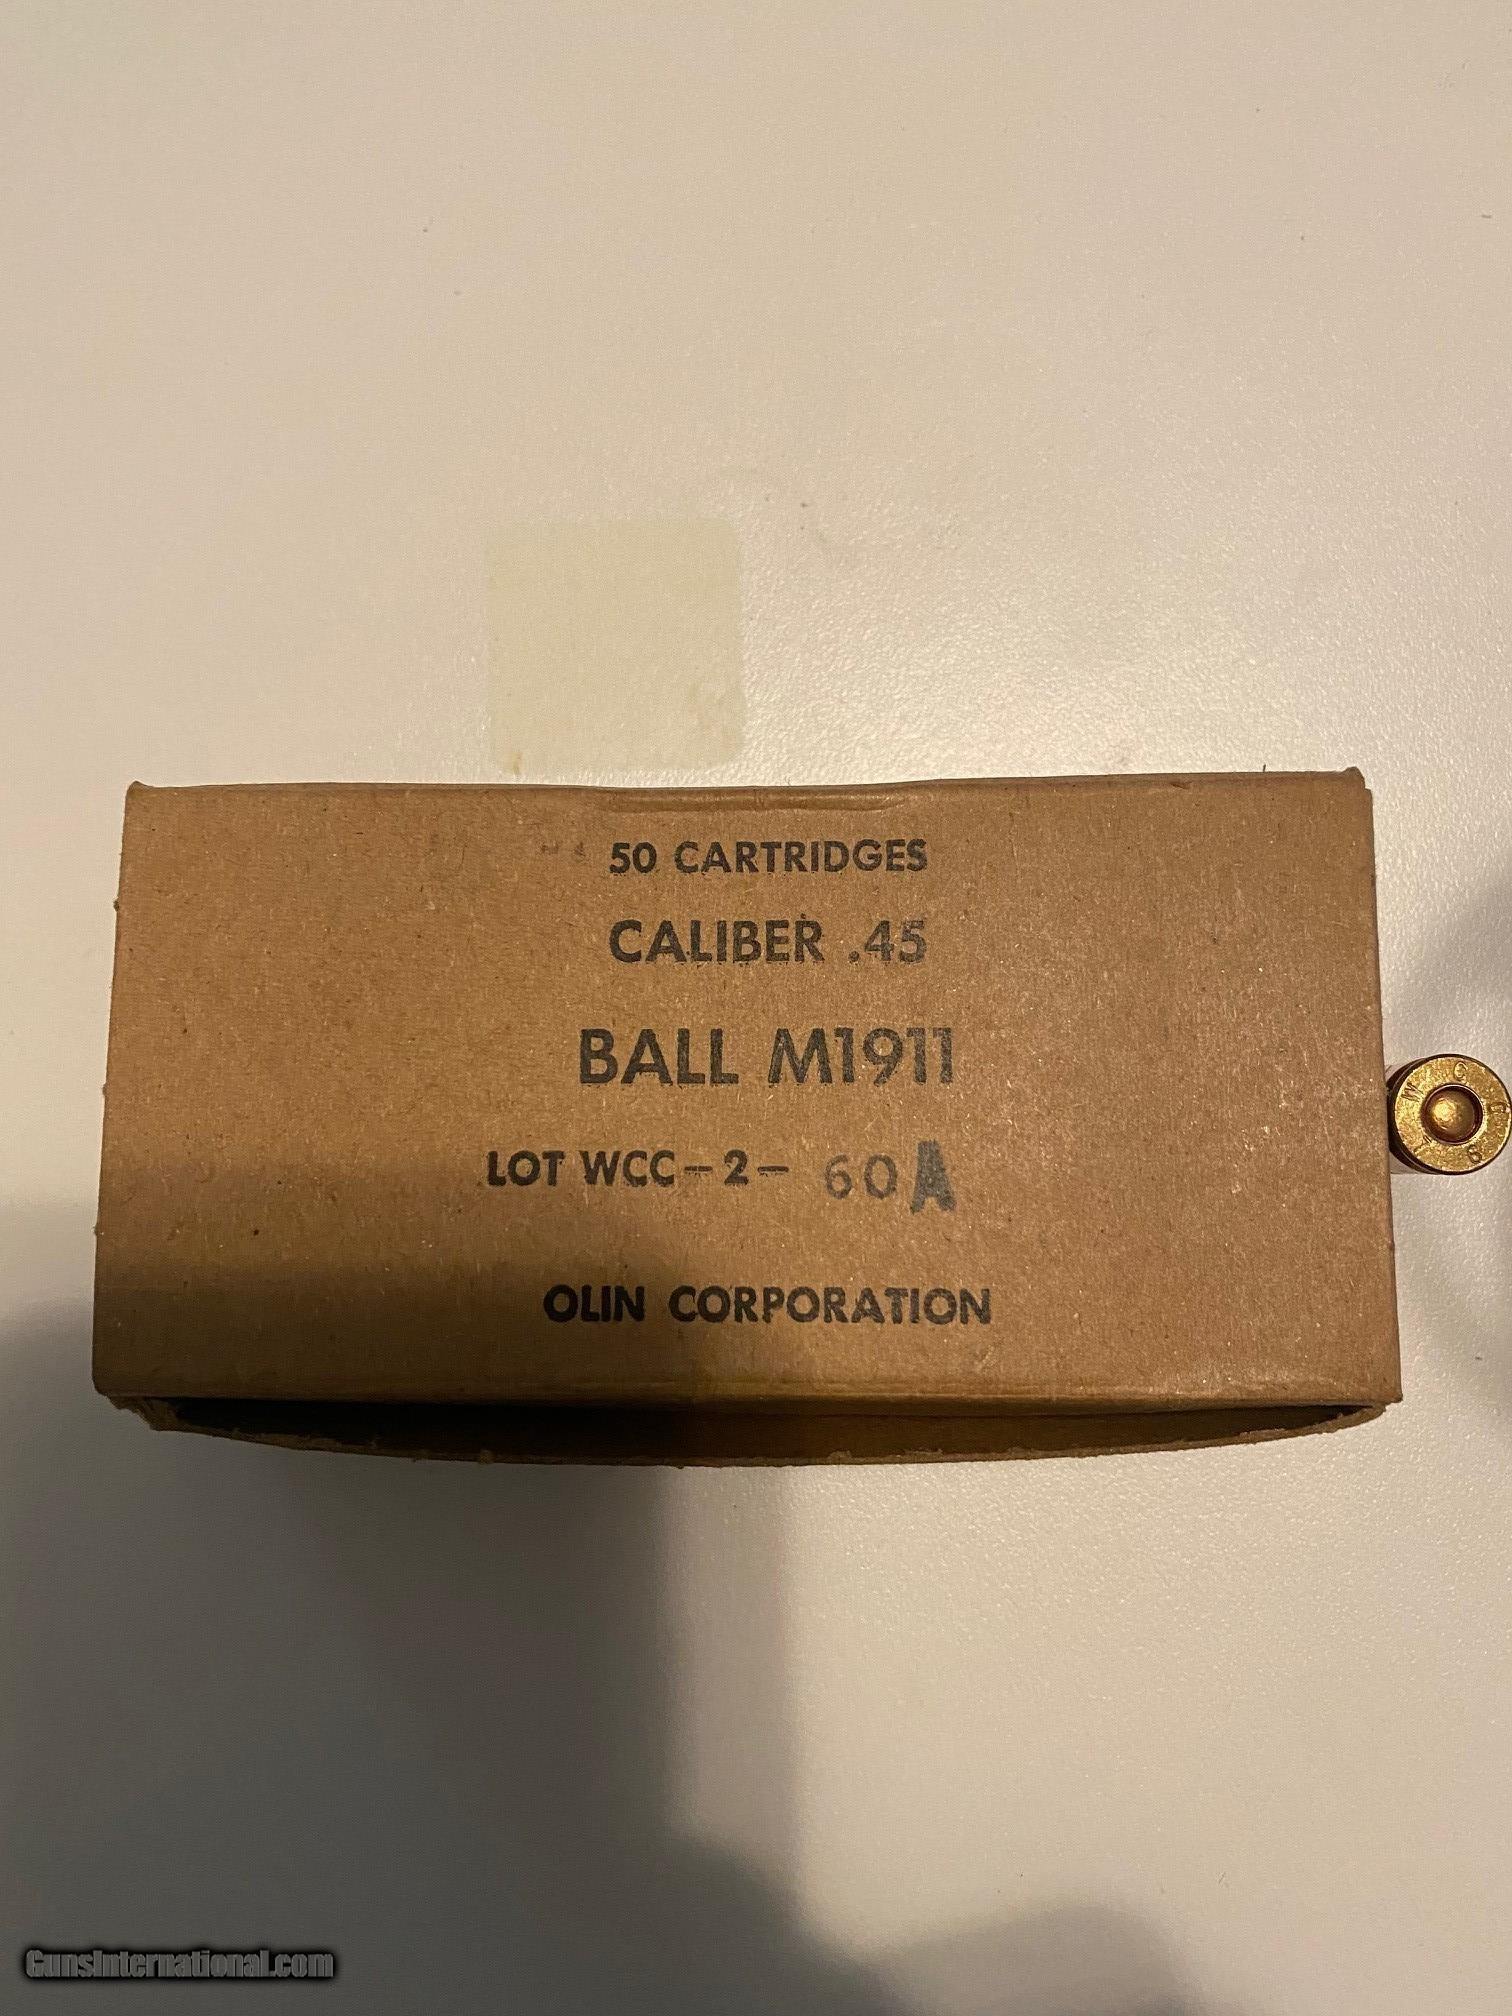 50 CARTRIDGES
CALIBER .45
BALL M1911
LOT WCC-2- 60A
OLIN CORPORATION
W C C
GunsInternational.com